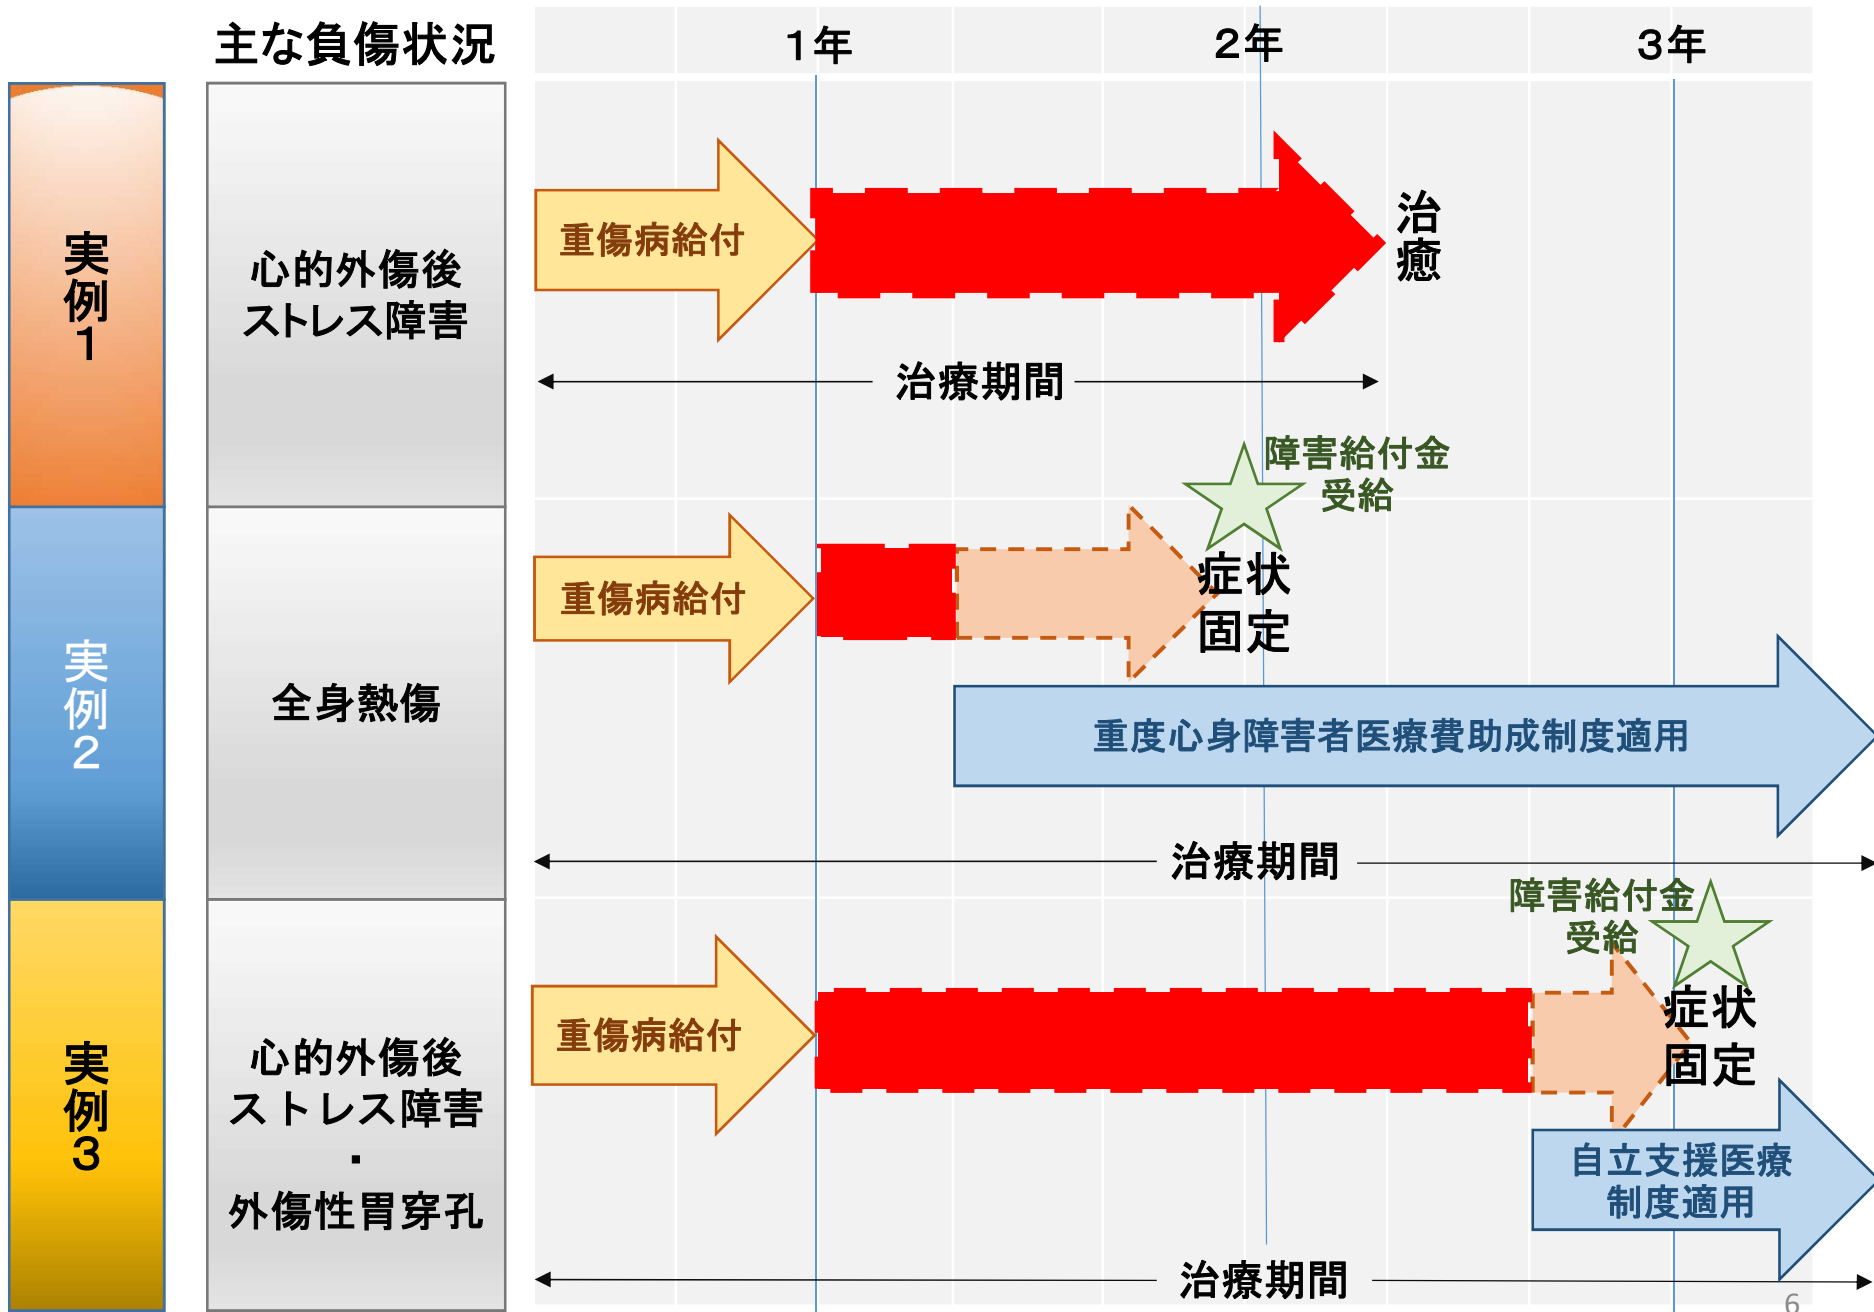 主な負傷状況
１年
２年
３年
実例１
心的外傷後
ストレス障害
重傷病給付
治癒
治療期間
実例２
全身熱傷
重傷病給付
障害給付金
受給
症状
固定
重度心身障害者医療費助成制度適用
治療期間
実例３
心的外傷後
ストレス障害
・
外傷性胃穿孔
重傷病給付
障害給付金
受給
症状
固定
自立支援医療
制度適用
治療期間
6